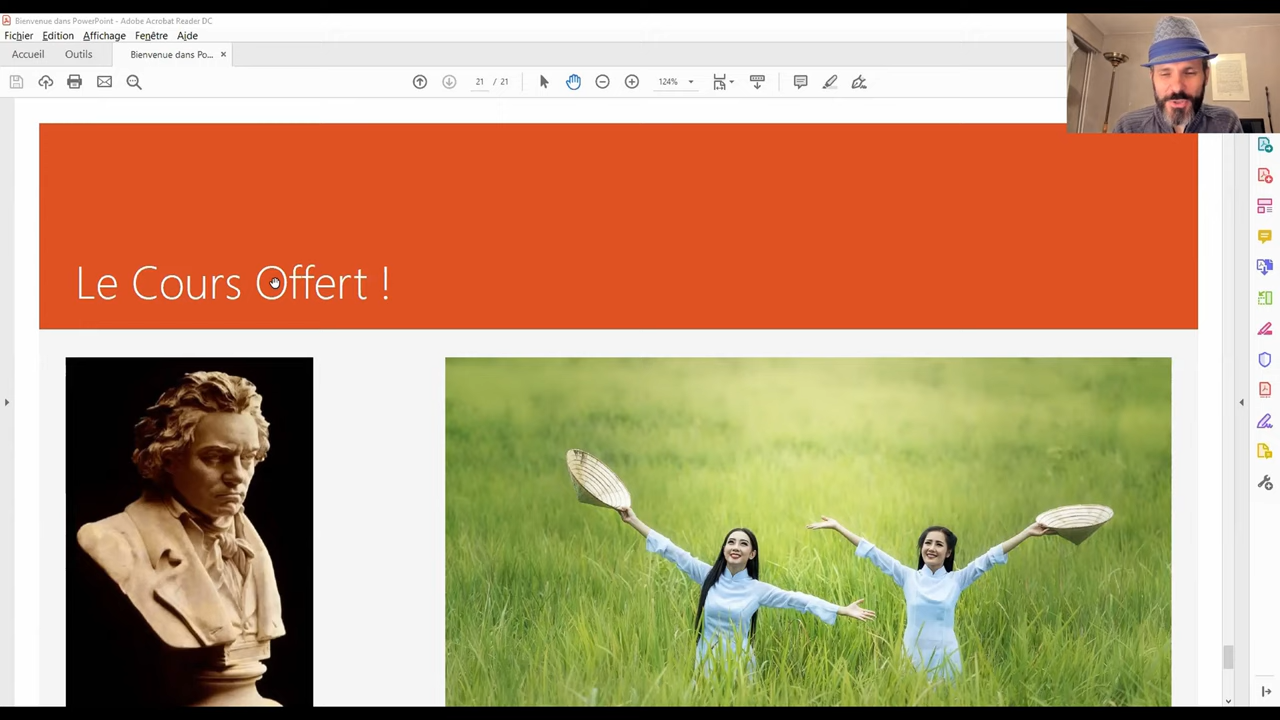 Bienvenue dans PowerPoint - Adobe Acrobat Reader DC
Fichier Edition Affichage Fenêtre Aide
Accueil Outils Bienvenue dans Po... ×
21 / 21 124%
Le Cours Offert !